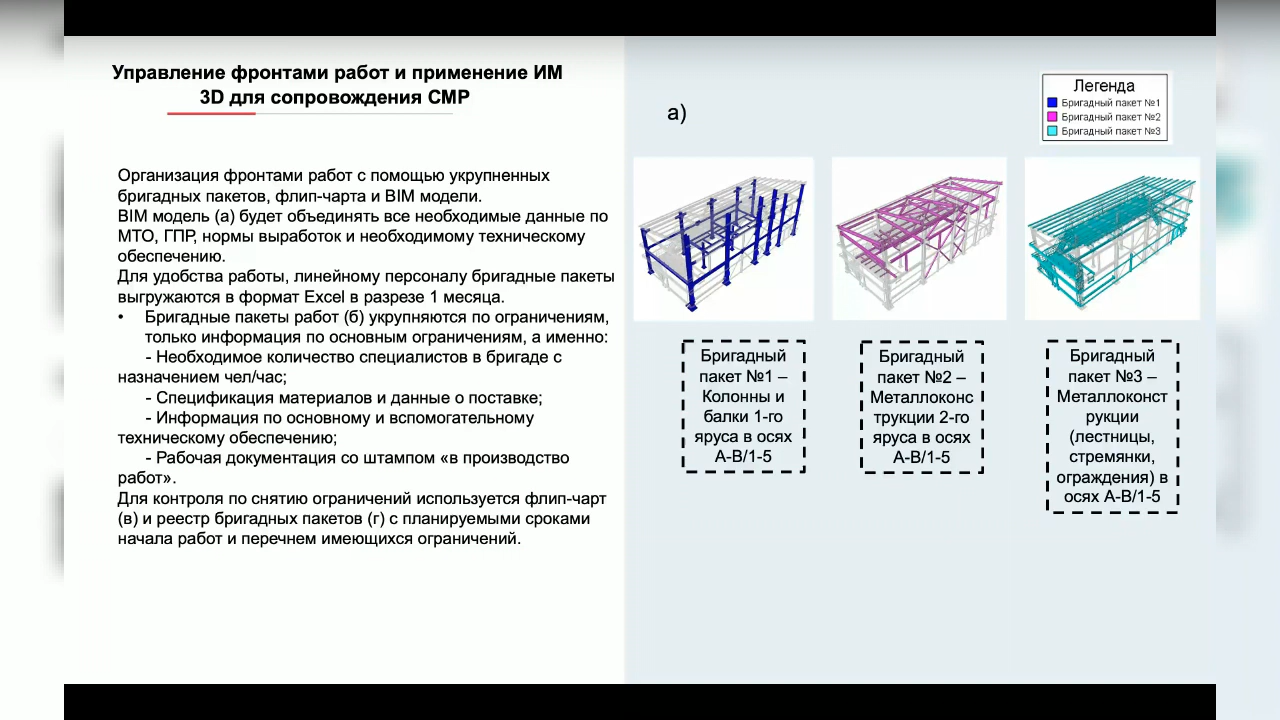 Управление фронтами работ и применение ИМ
3D для сопровождения СМР
Организация фронтами работ с помощью укрупненных
бригадных пакетов, флип-чарта и BIM модели.
BIM модель (а) будет объединять все необходимые данные по
МТО, ГПР, нормы выработок и необходимому техническому
обеспечению.
Для удобства работы, линейному персоналу бригадные пакеты
выгружаются в формат Excel в разрезе 1 месяца.
• Бригадные пакеты работ (б) укрупняются по ограничениям,
только информация по основным ограничениям, а именно:
- Необходимое количество специалистов в бригаде с
назначением чел/час;
- Спецификация материалов и данные о поставке;
- Информация по основному и вспомогательному
техническому обеспечению;
- Рабочая документация со штампом «в производство
работ».
Для контроля по снятию ограничений используется флип-чарт
(в) и реестр бригадных пакетов (г) с планируемыми сроками
начала работ и перечнем имеющихся ограничений.
а)
Легенда
Бригадный пакет №1
Бригадный пакет №2
Бригадный пакет №3
Бригадный
пакет №1 –
Колонны и
балки 1-го
яруса в осях
А-В/1-5
Бригадный
пакет №2 –
Металлоконс
трукции 2-го
яруса в осях
А-В/1-5
Бригадный
пакет №3 –
Металлоконст
рукции
(лестницы,
стремянки,
ограждения) в
осях А-В/1-5